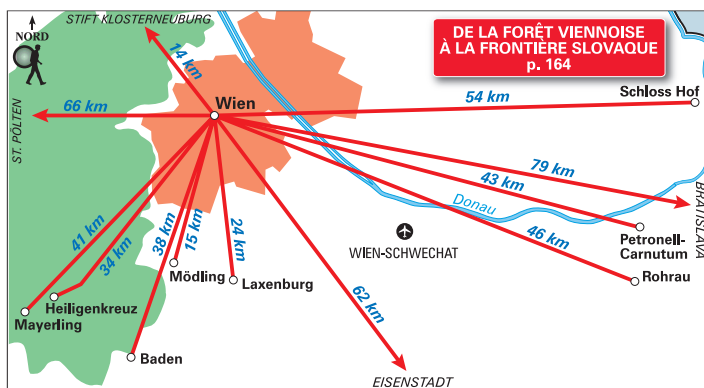 STIFT KLOSTERNEUBURG
NORD
DE LA FORÊT VIENNOISE
À LA FRONTIÈRE SLOVAQUE
p. 164
14 km
Wien
66 km
54 km
Schloss Hof
ST. PÖLTEN
79 km
43 km
BRATISLAVA
Donau
46 km
41 km
34 km
38 km
15 km
24 km
WIEN-SCHWECHAT
Petronell-
Carnutum
Mödling
Laxenburg
Rohrau
62 km
Heiligenkreuz
Mayerling
Baden
EISENSTADT